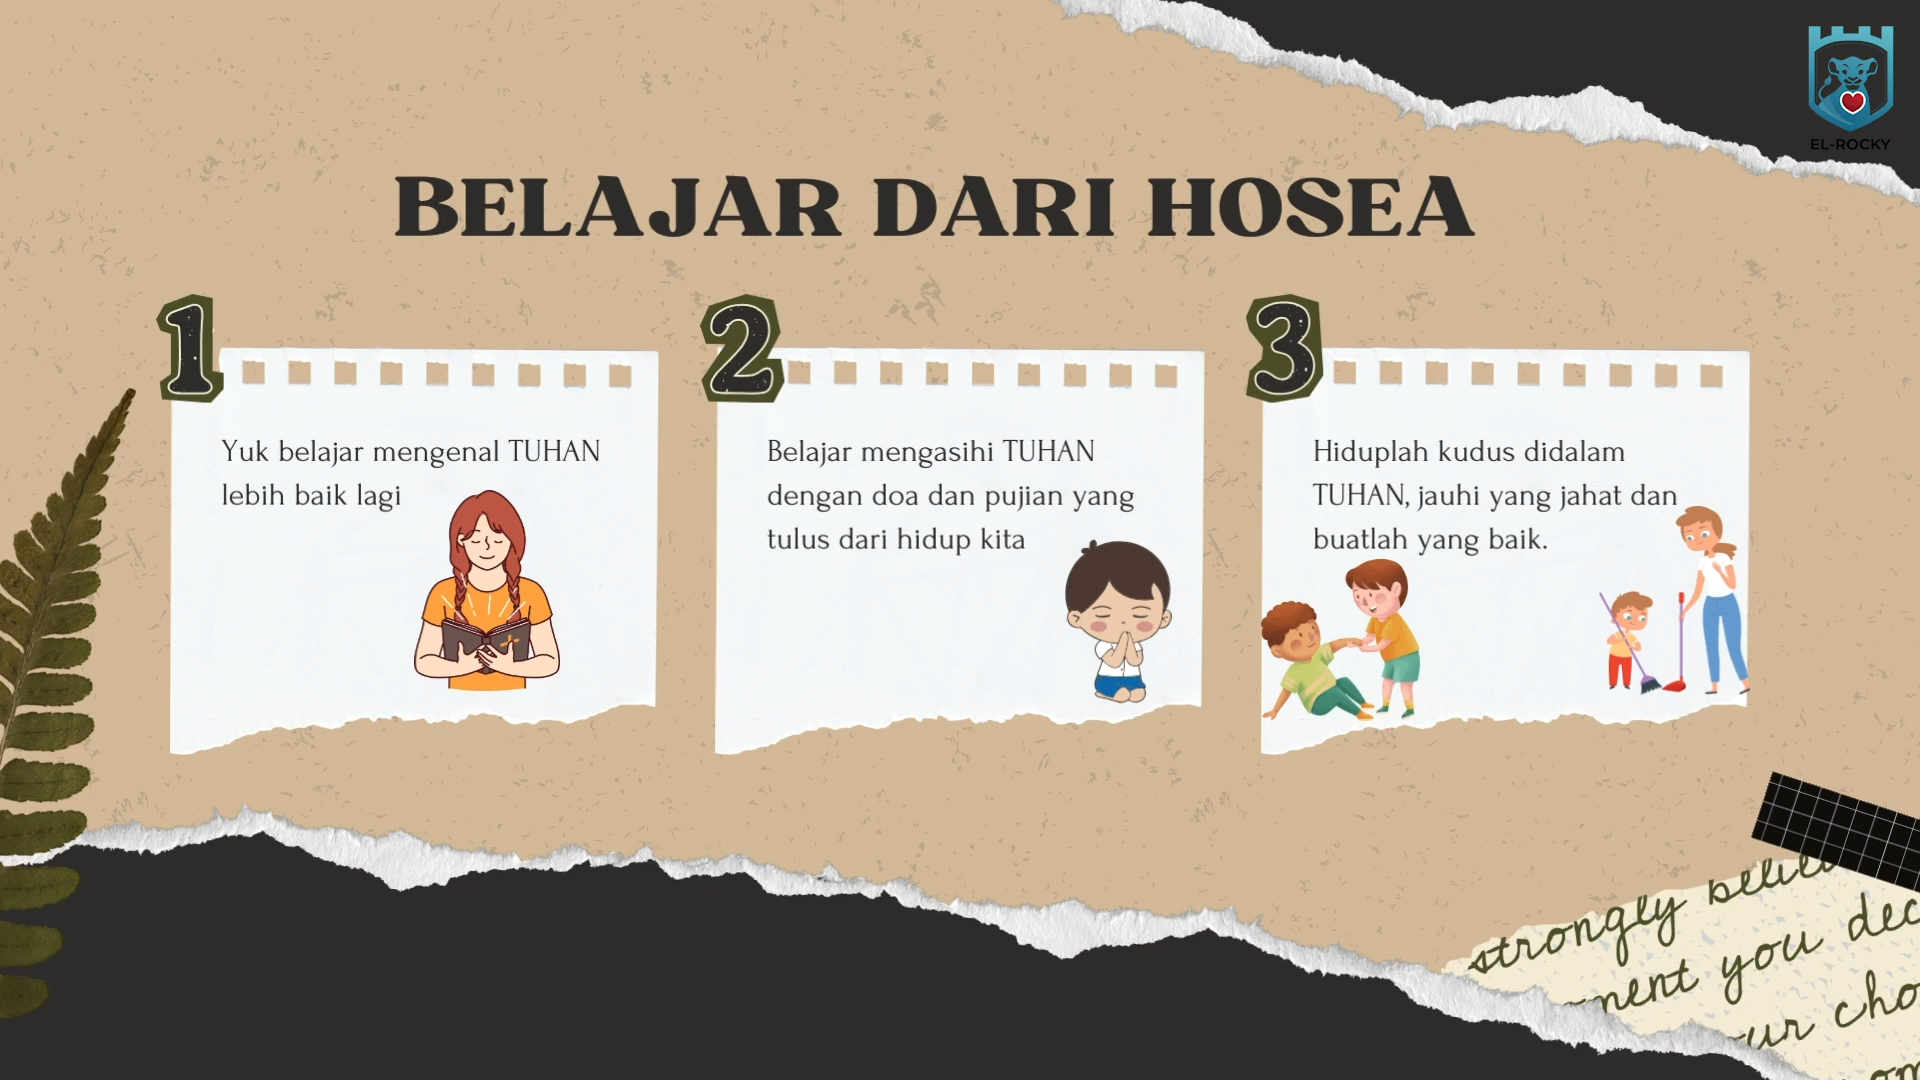 EL-ROCKY
BELAJAR DARI HOSEA
1
Yuk belajar mengenal TUHAN
lebih baik lagi
2
Belajar mengasihi TUHAN
dengan doa dan pujian yang
tulus dari hidup kita
3
Hiduplah kudus didalam
TUHAN, jauhi yang jahat dan
buatlah yang baik.
strongly
you